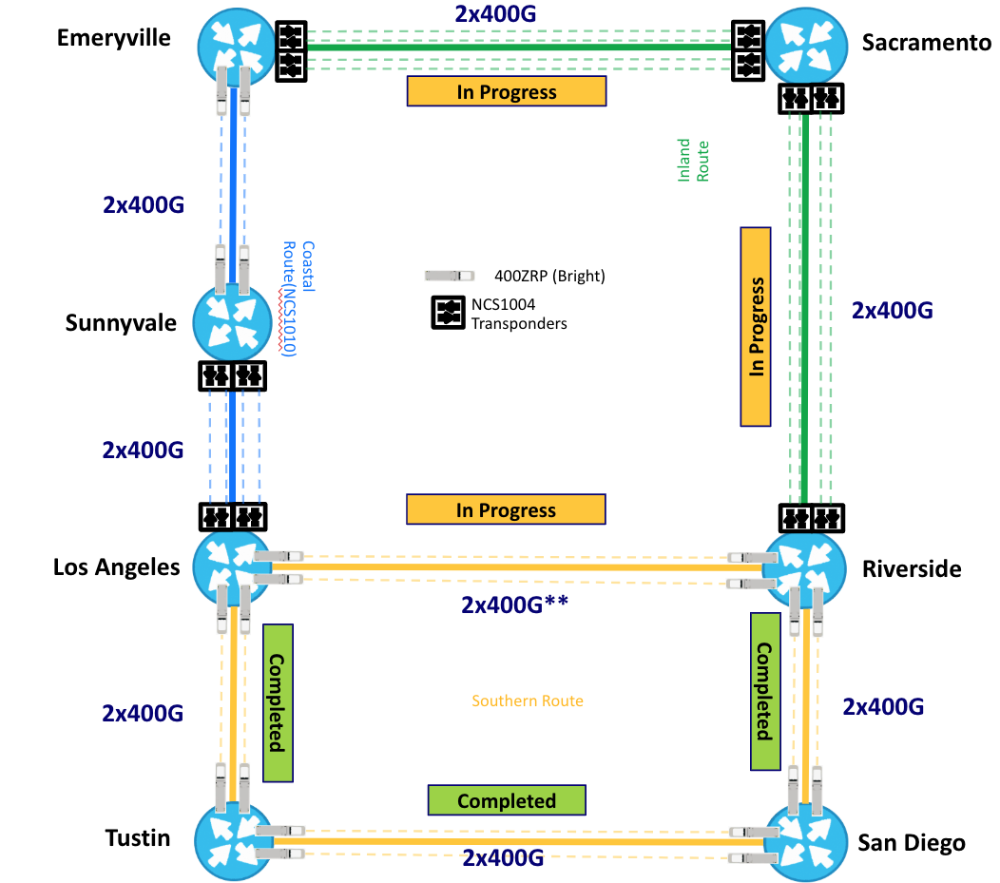 2x400G
Emeryville
Sacramento
In Progress
Inland
Route
2x400G
Coastal
Route(NCS1010)
400ZRP (Bright)
NCS1004
Transponders
In Progress
2x400G
Sunnyvale
2x400G
In Progress
Los Angeles
Riverside
2x400G**
Completed
Completed
Southern Route
2x400G
2x400G
Completed
Tustin
San Diego
2x400G